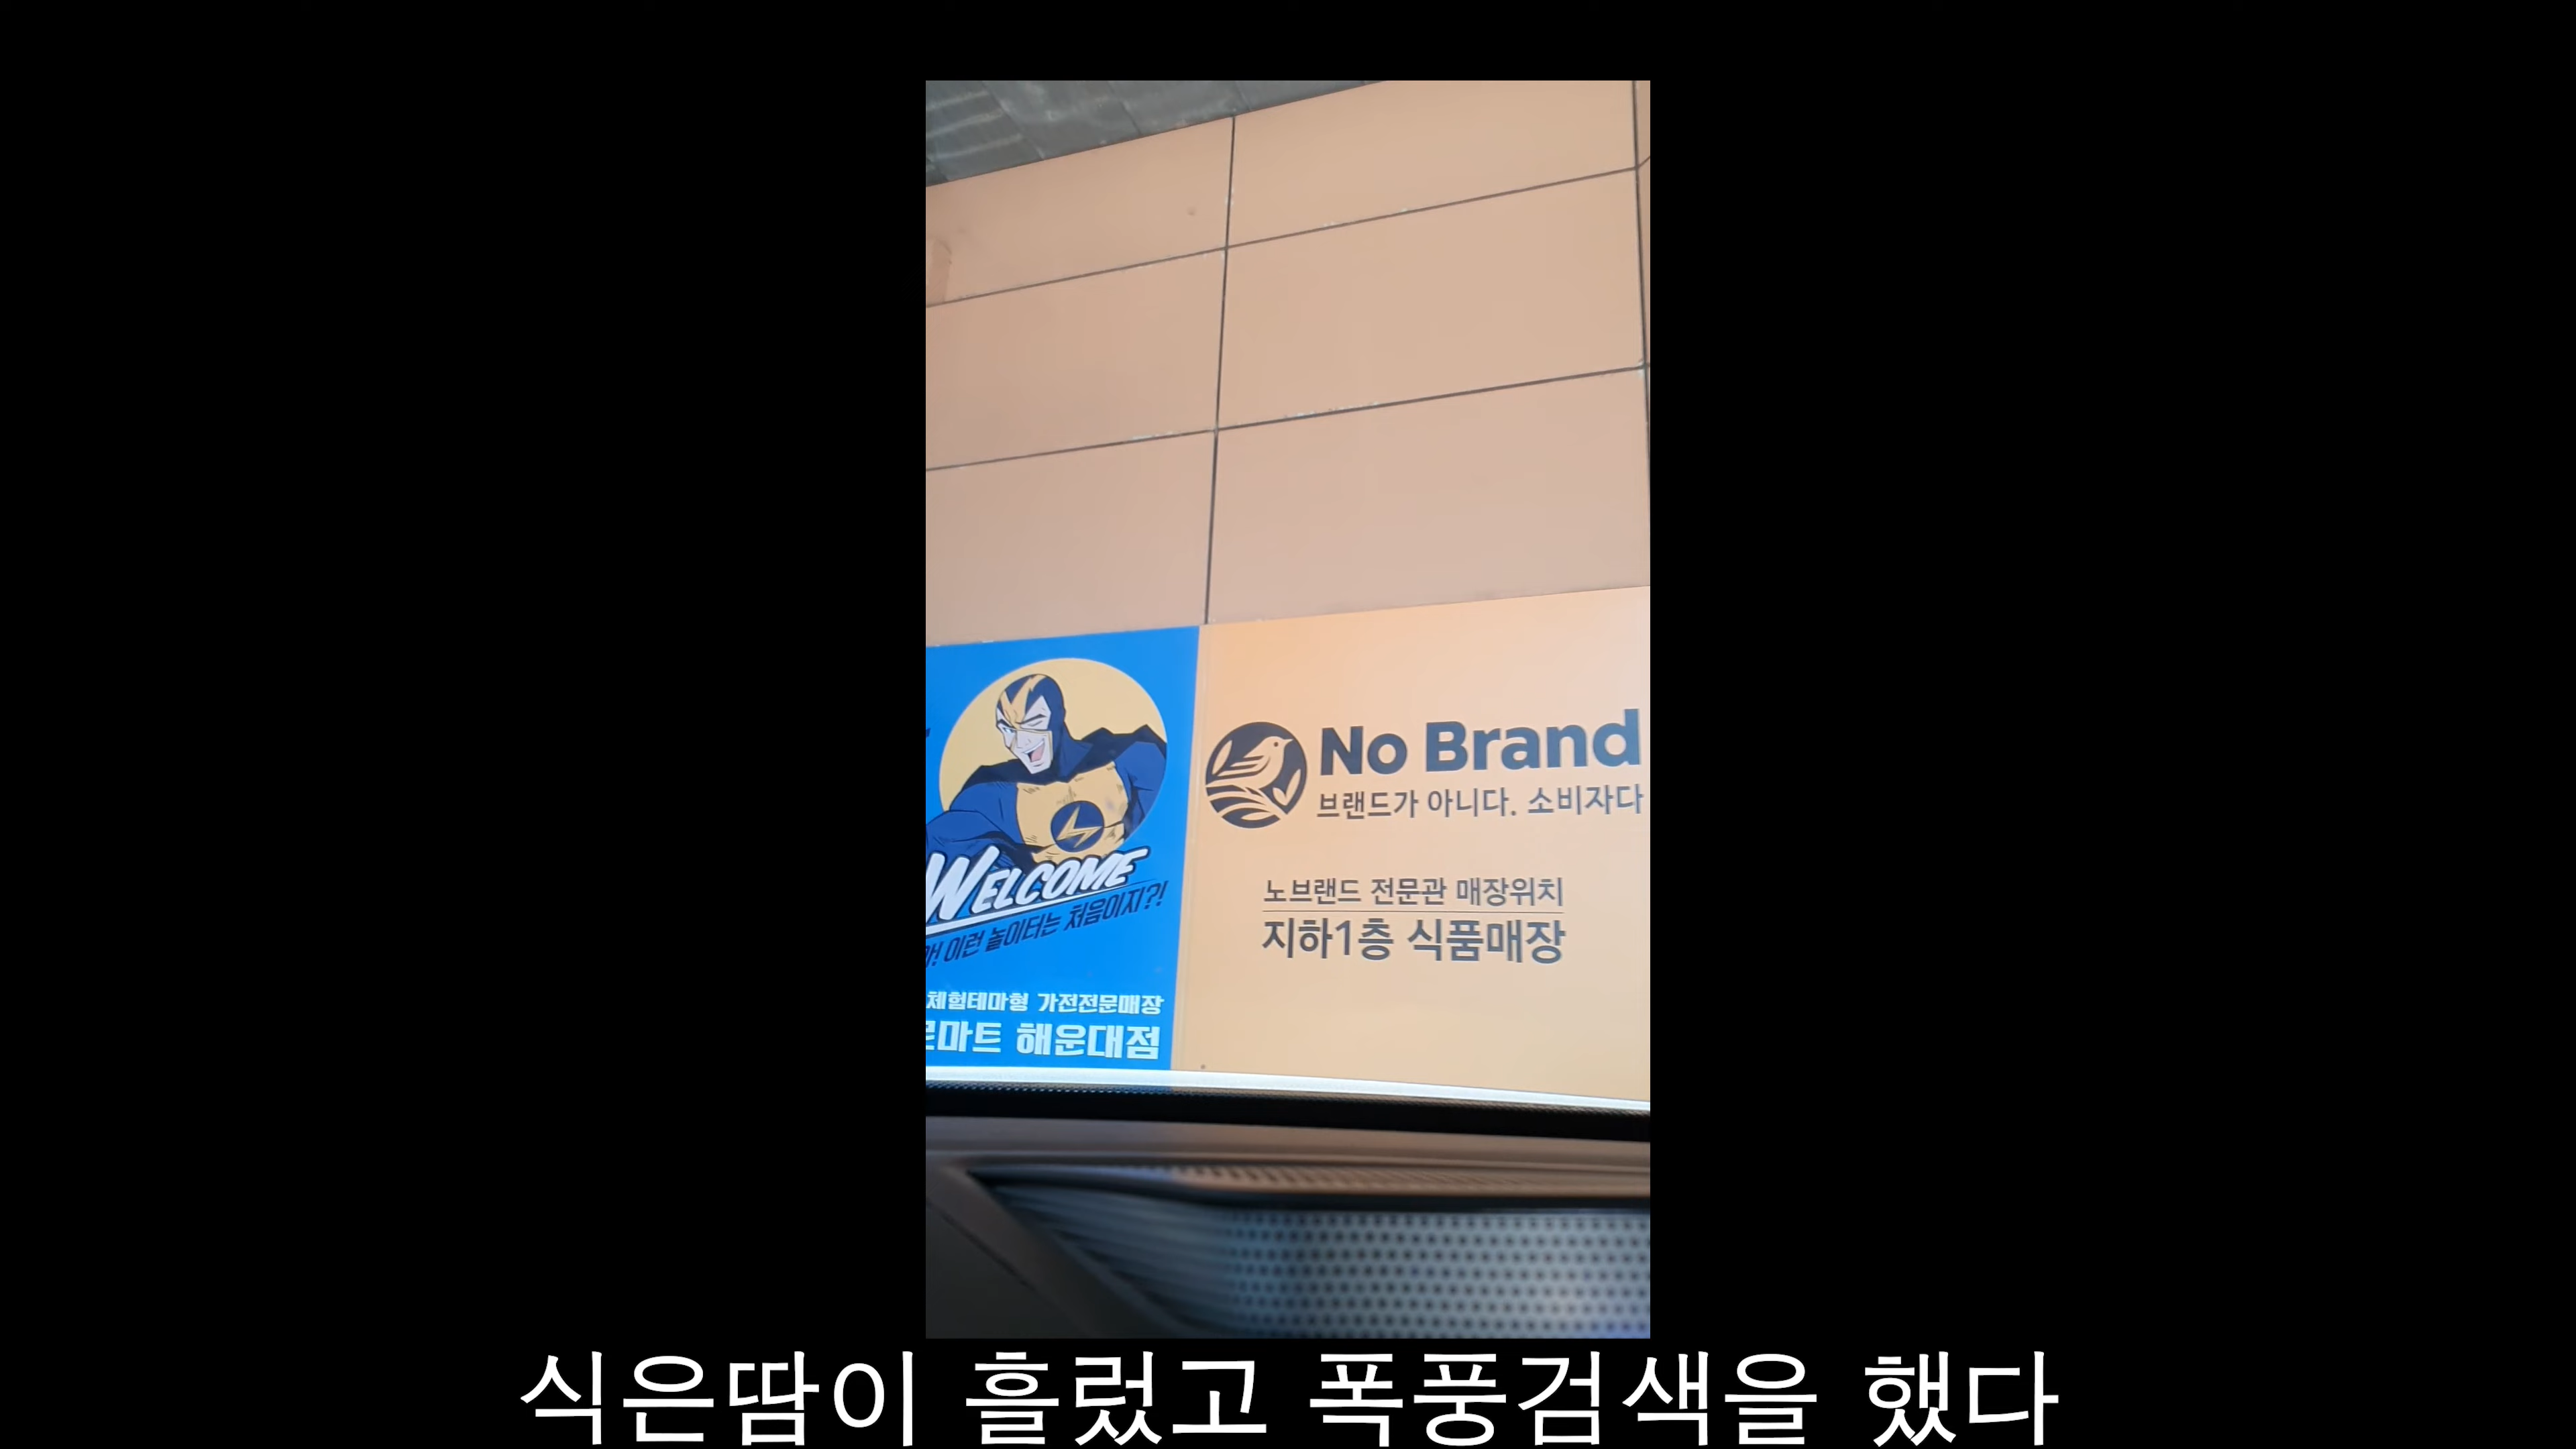 WELCOME
이런 놀이터는 처음이지?!
체험테마형 가전전문매장
마트 해운대점
No Brand
브랜드가 아니다. 소비자다
노브랜드 전문관 매장위치
지하1층 식품매장
식은땀이 흘렀고 폭풍검색을 했다